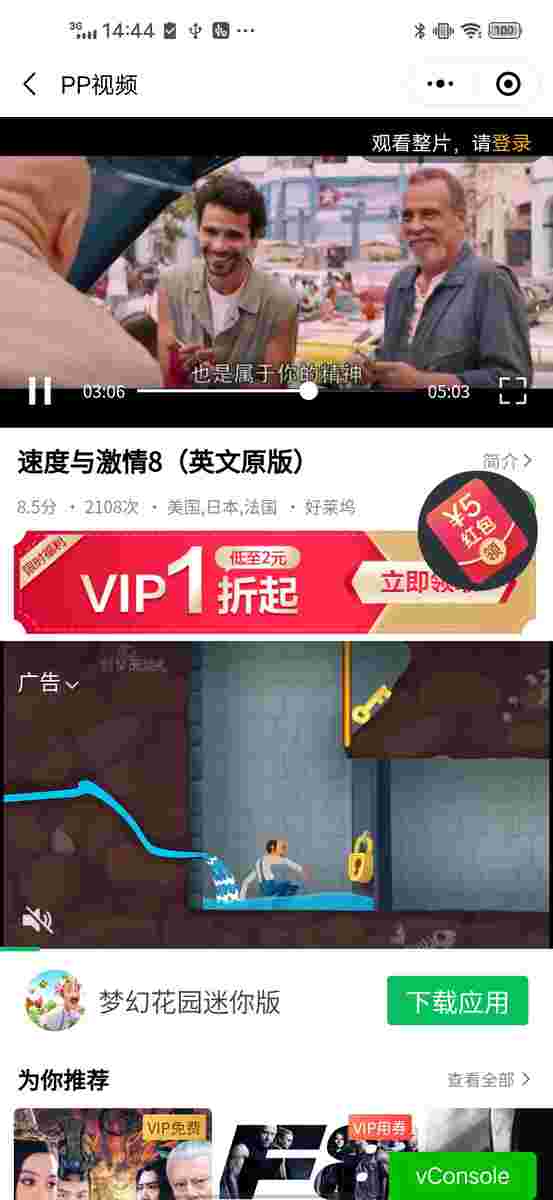 3G 14:44 100
PP视频
观看整片，请登录
也是属于你的精神
03:06 05:03
速度与激情8（英文原版）
简介
8.5分 · 2108次 · 美国,日本,法国 · 好莱坞
¥5
红包
领
限时福利
VIP1折起
低至2元
立即领
广告
梦幻花园迷你版
下载应用
为你推荐
查看全部
VIP免费
VIP用券
F8
vConsole